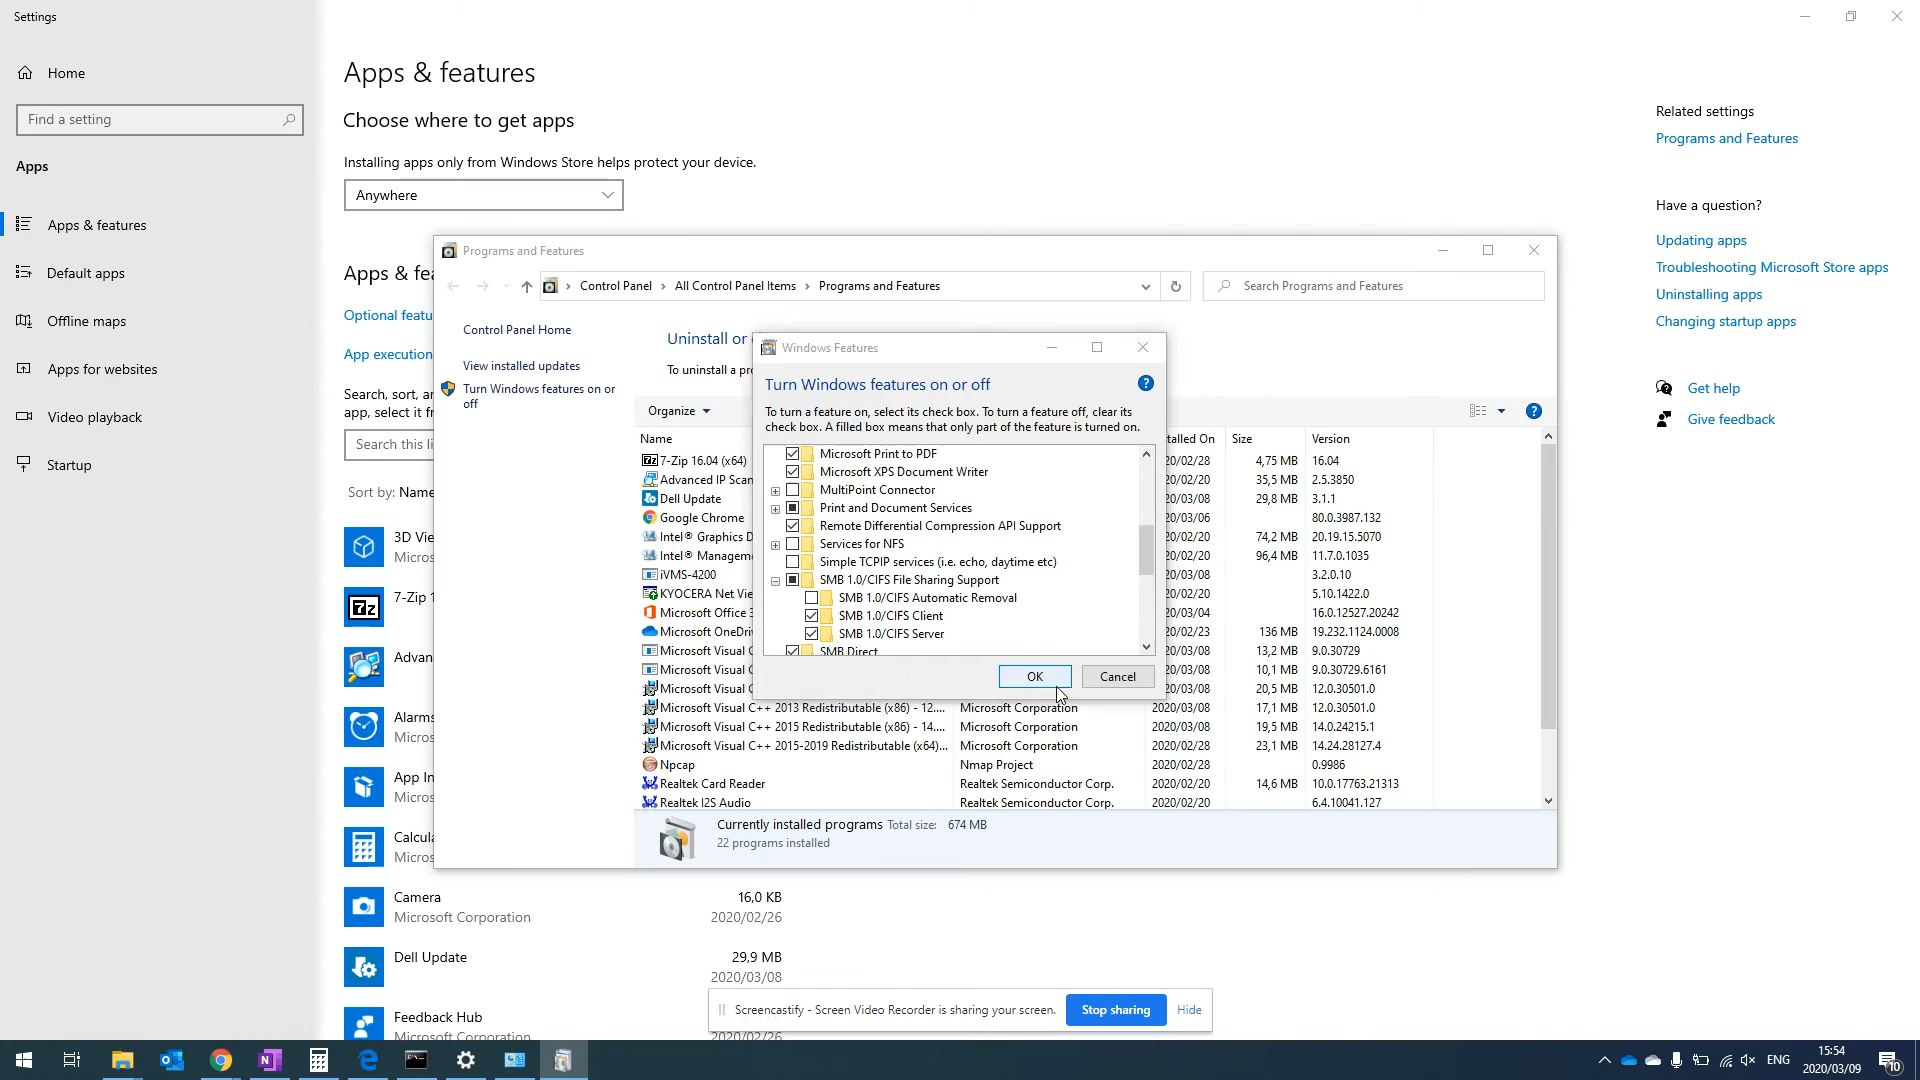 Settings
Home
Find a setting
Apps
Apps & features
Default apps
Offline maps
Apps for websites
Video playback
Startup
Apps & features
Choose where to get apps
Installing apps only from Windows Store helps protect your device.
Anywhere
Apps & fea
Optional featu
App execution
Search, sort, ar
app, select it fr
Search this li
Sort by: Name
3D Vie
Micros
7-Zip 1
Advan
Alarms
Micros
App In
Micros
Calcula
Micros
Camera 16,0 KB
Microsoft Corporation 2020/02/26
Dell Update 29,9 MB
2020/03/08
Feedback Hub
Microsoft Corporation 2020/02/26
Related settings
Programs and Features
Have a question?
Updating apps
Troubleshooting Microsoft Store apps
Uninstalling apps
Changing startup apps
Get help
Give feedback
Programs and Features
Control Panel All Control Panel Items Programs and Features
Search Programs and Features
Control Panel Home
View installed updates
Turn Windows features on or
off
Uninstall or
To uninstall a pro
Organize
Name talled On Size Version
7-Zip 16.04 (x64) 20/02/28 4,75 MB 16.04
Advanced IP Scan 20/02/20 35,5 MB 2.5.3850
Dell Update 20/03/08 29,8 MB 3.1.1
Google Chrome 20/03/06 80.0.3987.132
Intel® Graphics D 20/02/20 74,2 MB 20.19.15.5070
Intel® Managem 20/02/20 96,4 MB 11.7.0.1035
iVMS-4200 20/03/08 3.2.0.10
KYOCERA Net Vie 20/03/08 5.10.1422.0
Microsoft Office 3 20/03/04 16.0.12527.20242
Microsoft OneDriv 20/02/23 136 MB 19.232.1124.0008
Microsoft Visual C 20/03/08 13,2 MB 9.0.30729
Microsoft Visual C 20/03/08 10,1 MB 9.0.30729.6161
Microsoft Visual C 20/03/08 20,5 MB 12.0.30501.0
Microsoft Visual C++ 2013 Redistributable (x86) - 12.... Microsoft Corporation 2020/03/08 17,1 MB 12.0.30501.0
Microsoft Visual C++ 2015 Redistributable (x86) - 14.... Microsoft Corporation 2020/03/08 19,5 MB 14.0.24215.1
Microsoft Visual C++ 2015-2019 Redistributable (x64)... Microsoft Corporation 2020/02/28 23,1 MB 14.24.28127.4
Npcap Nmap Project 2020/02/28 0.9986
Realtek Card Reader Realtek Semiconductor Corp. 2020/02/20 14,6 MB 10.0.17763.21313
Realtek I2S Audio Realtek Semiconductor Corp. 2020/02/20 6.4.10041.127
Currently installed programs Total size: 674 MB
22 programs installed
Windows Features
Turn Windows features on or off
To turn a feature on, select its check box. To turn a feature off, clear its
check box. A filled box means that only part of the feature is turned on.
Microsoft Print to PDF
Microsoft XPS Document Writer
MultiPoint Connector
Print and Document Services
Remote Differential Compression API Support
Services for NFS
Simple TCPIP services (i.e. echo, daytime etc)
SMB 1.0/CIFS File Sharing Support
SMB 1.0/CIFS Automatic Removal
SMB 1.0/CIFS Client
SMB 1.0/CIFS Server
SMB Direct
OK Cancel
Screencastify - Screen Video Recorder is sharing your screen. Stop sharing Hide
ENG
15:54
2020/03/09
10